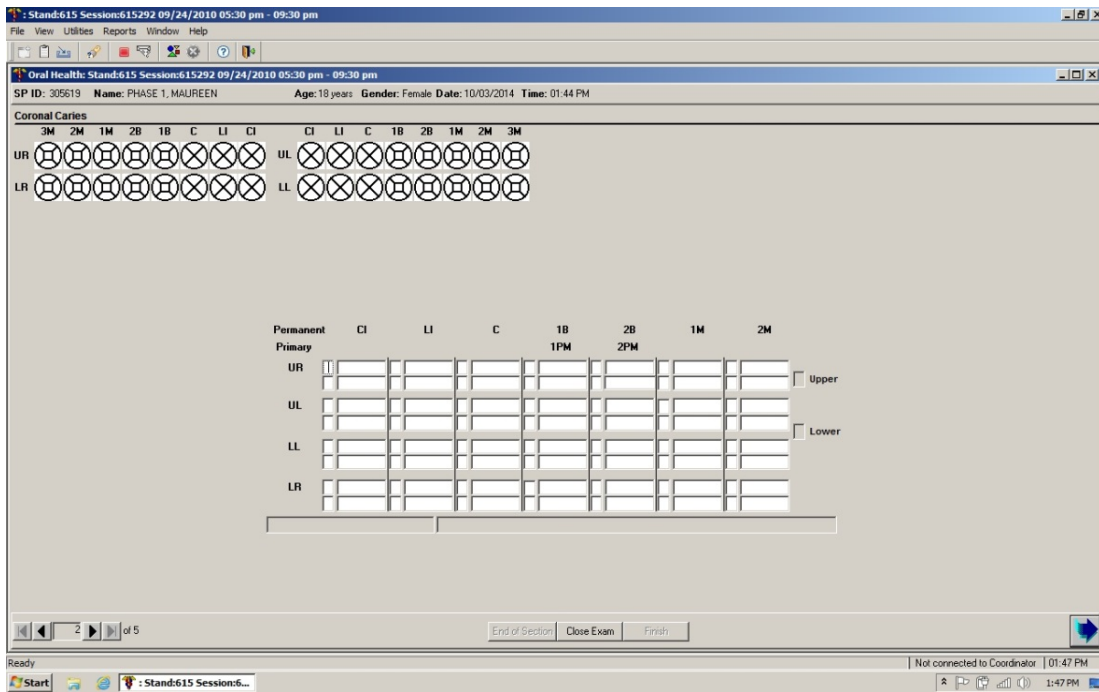 : Stand:615 Session:615292 09/24/2010 05:30 pm - 09:30 pm
File View Utilities Reports Window Help
Oral Health: Stand:615 Session:615292 09/24/2010 05:30 pm - 09:30 pm
SP ID: 305619 Name: PHASE 1, MAUREEN Age: 18 years Gender: Female Date: 10/03/2014 Time: 01:44 PM
Coronal Caries
3M 2M 1M 2B 1B C LI CI CI LI C 1B 2B 1M 2M 3M
UR UL
LR LL
Permanent CI LI C 1B 2B 1M 2M
Primary 1PM 2PM
UR
Upper
UL
Lower
LL
LR
2 of 5 End of Section Close Exam Finish
Ready Not connected to Coordinator 01:47 PM
Start : Stand:615 Session:6... 1:47 PM